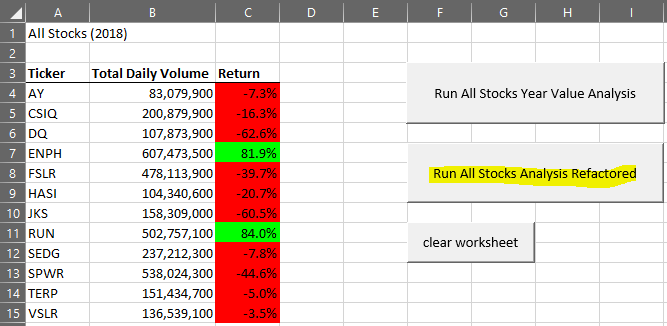 A B C D E F G H I
1 All Stocks (2018)
2
3 Ticker Total Daily Volume Return
4 AY 83,079,900 -7.3% Run All Stocks Year Value Analysis
5 CSIQ 200,879,900 -16.3%
6 DQ 107,873,900 -62.6%
7 ENPH 607,473,500 81.9%
8 FSLR 478,113,900 -39.7% Run All Stocks Analysis Refactored
9 HASI 104,340,600 -20.7%
10 JKS 158,309,000 -60.5%
11 RUN 502,757,100 84.0% clear worksheet
12 SEDG 237,212,300 -7.8%
13 SPWR 538,024,300 -44.6%
14 TERP 151,434,700 -5.0%
15 VSLR 136,539,100 -3.5%